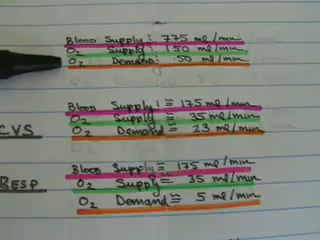 Blood Supply: 775 ml/min
O2 Supply: 150 ml/min
O2 Demand: 50 ml/min
Blood Supply ≅ 175 ml/min
CVS O2 Supply ≅ 35 ml/min
O2 Demand ≅ 23 ml/min
Blood Supply ≅ 175 ml/min
RESP O2 Supply ≅ 35 ml/min
O2 Demand ≅ 5 ml/min